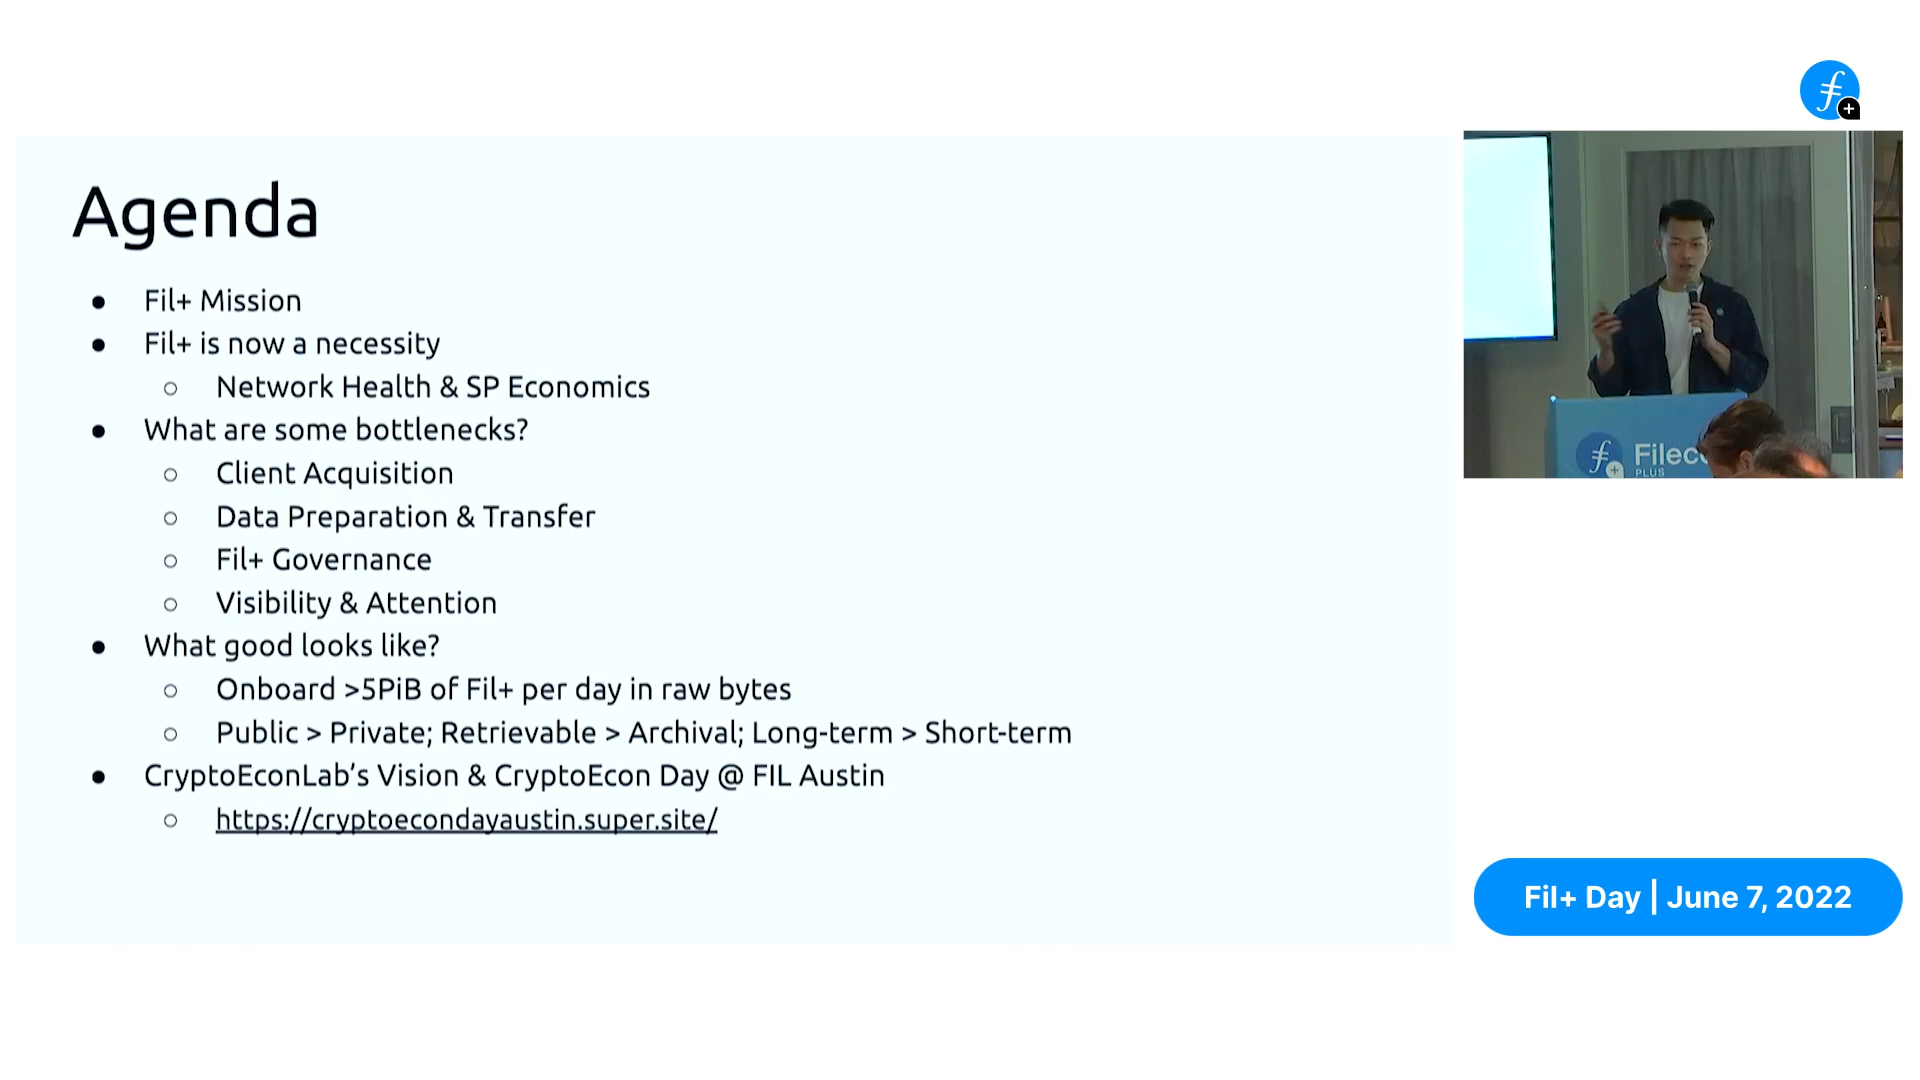 Agenda
Fil+ Mission
Fil+ is now a necessity
Network Health & SP Economics
What are some bottlenecks?
Client Acquisition
Data Preparation & Transfer
Fil+ Governance
Visibility & Attention
What good looks like?
Onboard >5PiB of Fil+ per day in raw bytes
Public > Private; Retrievable > Archival; Long-term > Short-term
CryptoEconLab’s Vision & CryptoEcon Day @ FIL Austin
https://cryptoecondayaustin.super.site/
PLUS
Fil+ Day | June 7, 2022